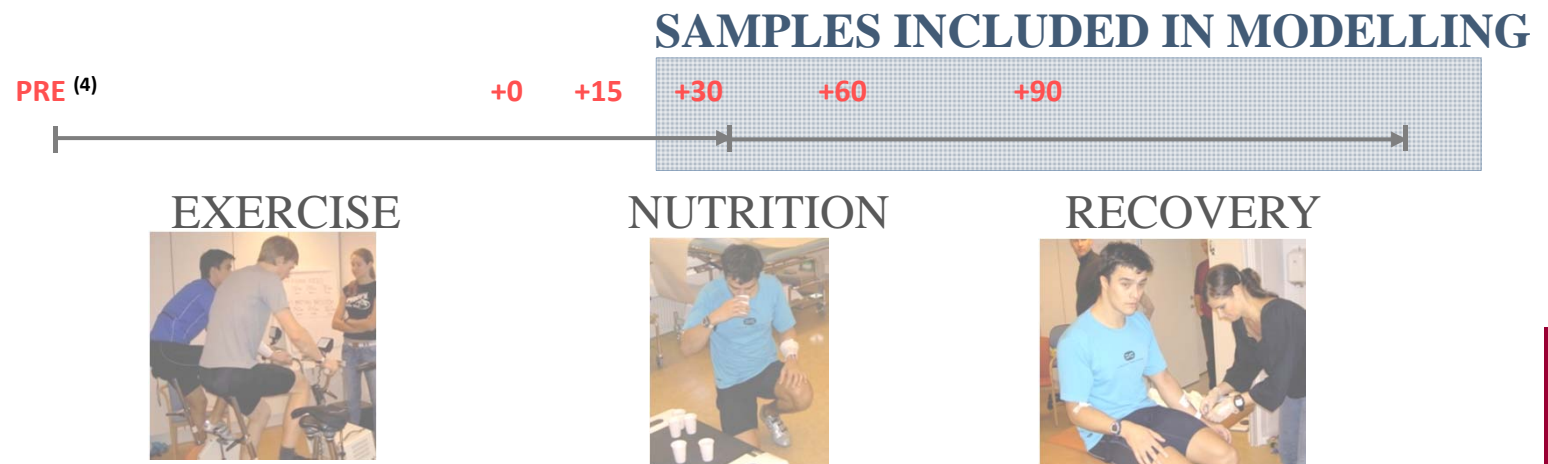 SAMPLES INCLUDED IN MODELLING
PRE (4) +0 +15 +30 +60 +90
EXERCISE NUTRITION RECOVERY